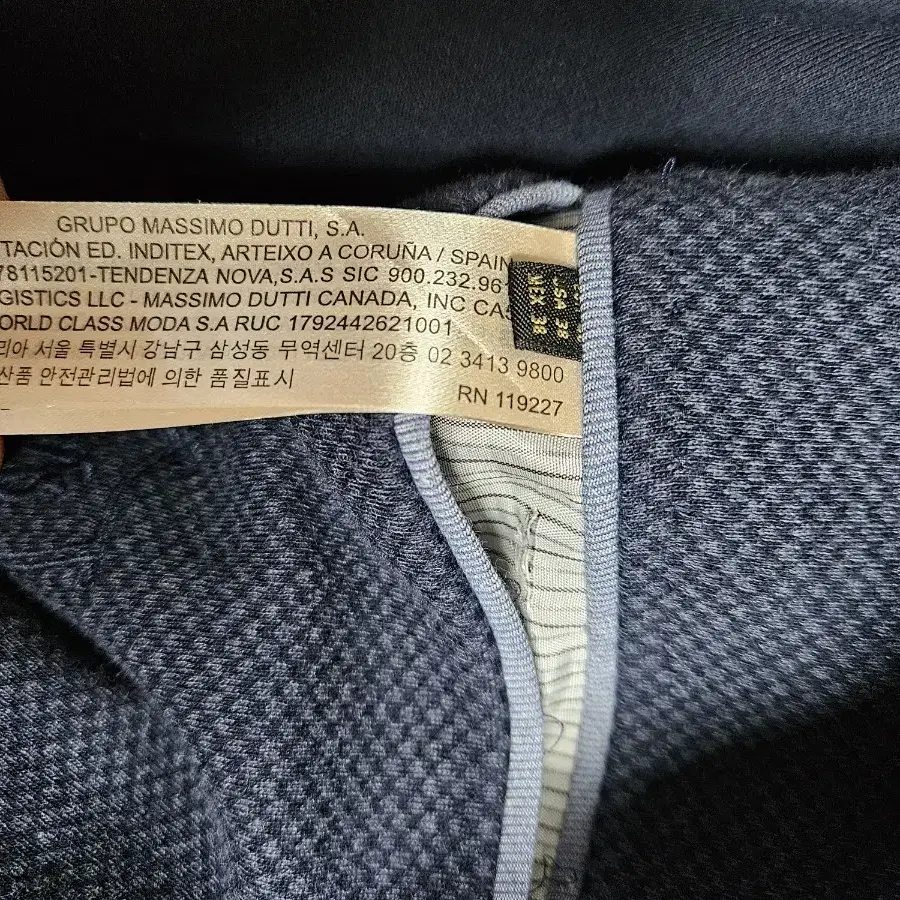 GRUPO MASSIMO DUTTI, S.A.
TACIÓN ED. INDITEX, ARTEIXO A CORUÑA / SPAIN
78115201-TENDENZA NOVA,S.A.S SIC 900.232.96
GISTICS LLC - MASSIMO DUTTI CANADA, INC CA
ORLD CLASS MODA S.A RUC 1792442621001
리아 서울 특별시 강남구 삼성동 무역센터 20층 02 3413 9800
산품 안전관리법에 의한 품질표시
RN 119227